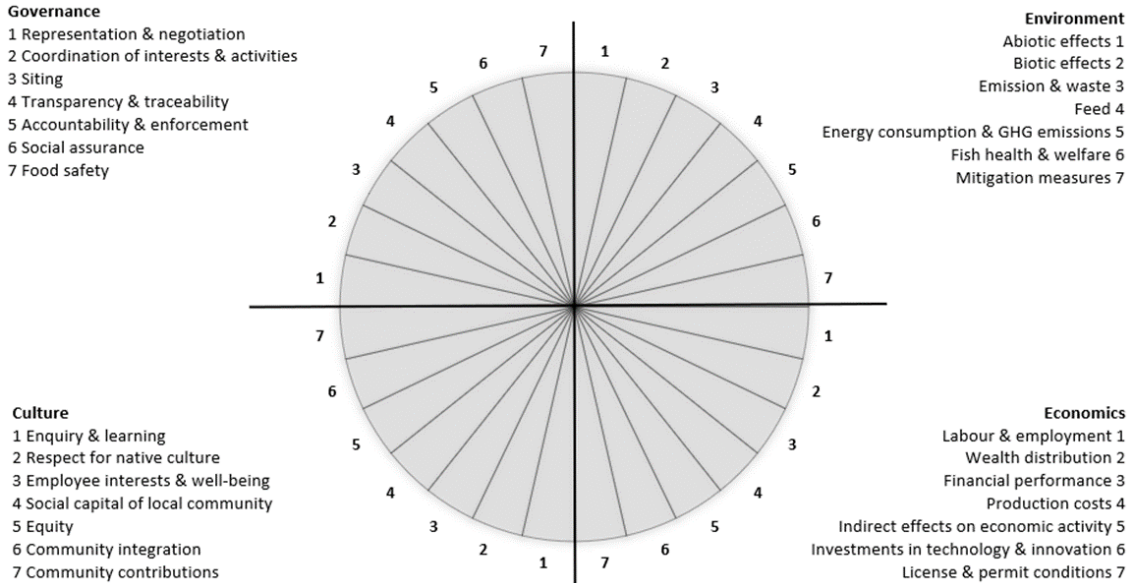 Governance
1 Representation & negotiation
2 Coordination of interests & activities
3 Siting
4 Transparency & traceability
5 Accountability & enforcement
6 Social assurance
7 Food safety
Environment
Abiotic effects 1
Biotic effects 2
Emission & waste 3
Feed 4
Energy consumption & GHG emissions 5
Fish health & welfare 6
Mitigation measures 7
1
2
3
4
5
6
7
1
2
3
4
5
6
7
1
2
3
4
5
6
7
1
2
3
4
5
6
7
Culture
1 Enquiry & learning
2 Respect for native culture
3 Employee interests & well-being
4 Social capital of local community
5 Equity
6 Community integration
7 Community contributions
Economics
Labour & employment 1
Wealth distribution 2
Financial performance 3
Production costs 4
Indirect effects on economic activity 5
Investments in technology & innovation 6
License & permit conditions 7